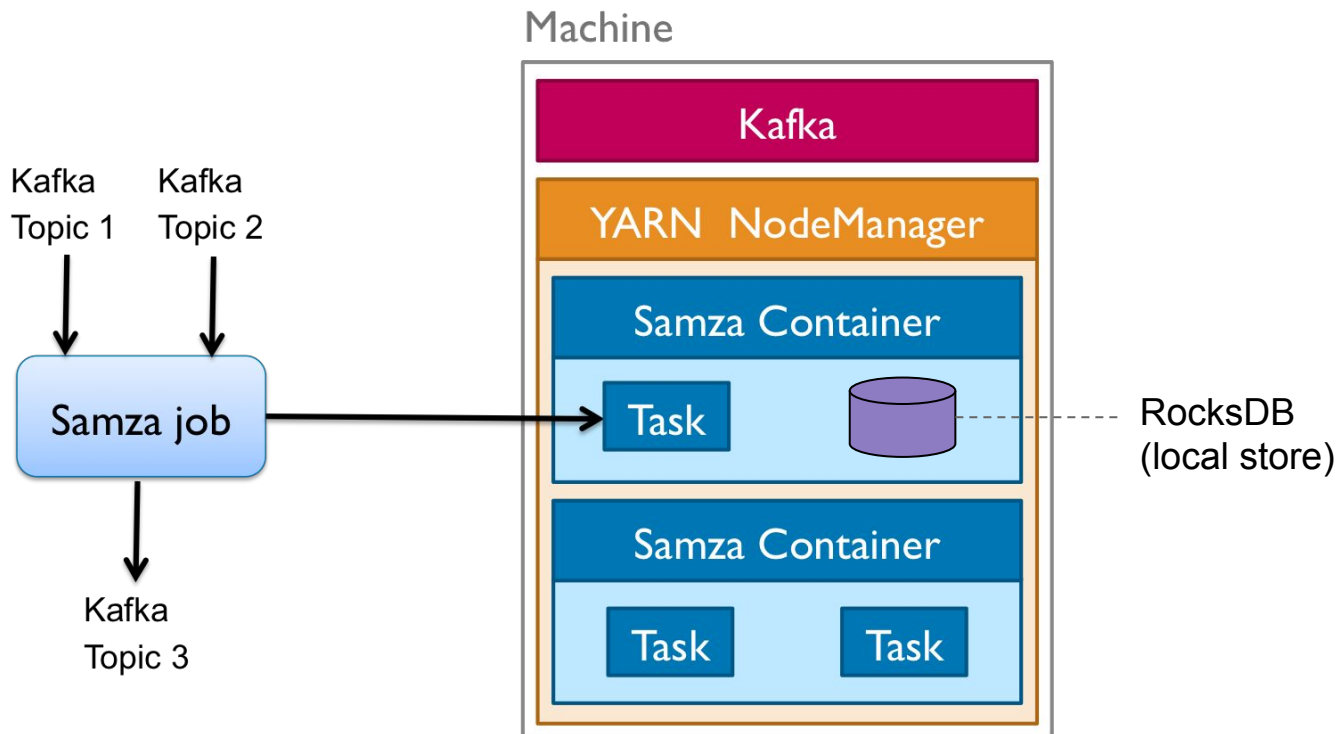 Machine
Kafka
Kafka
Topic 1
Kafka
Topic 2
YARN NodeManager
Samza Container
Samza job
Task
RocksDB
(local store)
Samza Container
Kafka
Topic 3
Task
Task